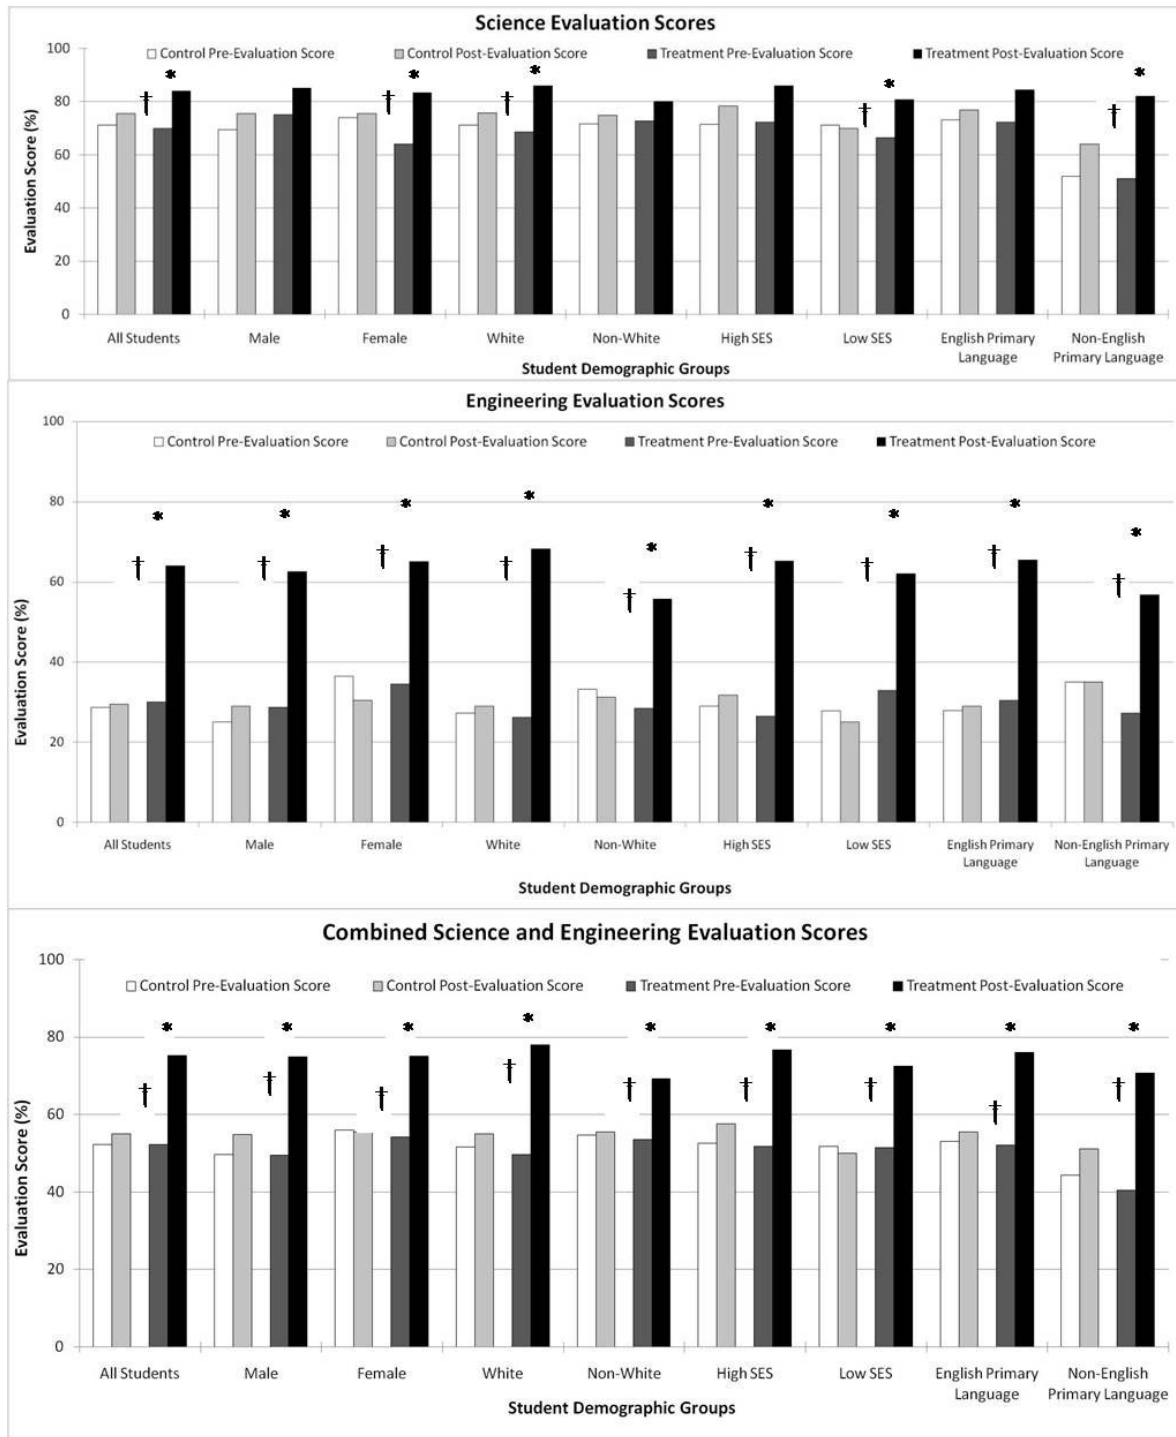 Science Evaluation Scores
Control Pre-Evaluation Score Control Post-Evaluation Score Treatment Pre-Evaluation Score Treatment Post-Evaluation Score
100
80
60
40
20
0
Evaluation Score (%)
† * † * † * † * † *
All Students Male Female White Non-White High SES Low SES English Primary Language Non-English Primary Language
Student Demographic Groups
Engineering Evaluation Scores
Control Pre-Evaluation Score Control Post-Evaluation Score Treatment Pre-Evaluation Score Treatment Post-Evaluation Score
100
80
60
40
20
0
Evaluation Score (%)
† * † * † * † * † * † * † * † * † *
All Students Male Female White Non-White High SES Low SES English Primary Language Non-English Primary Language
Student Demographic Groups
Combined Science and Engineering Evaluation Scores
Control Pre-Evaluation Score Control Post-Evaluation Score Treatment Pre-Evaluation Score Treatment Post-Evaluation Score
100
80
60
40
20
0
Evaluation Score (%)
† * † * † * † * † * † * † * † * † *
All Students Male Female White Non-White High SES Low SES English Primary Language Non-English Primary Language
Student Demographic Groups